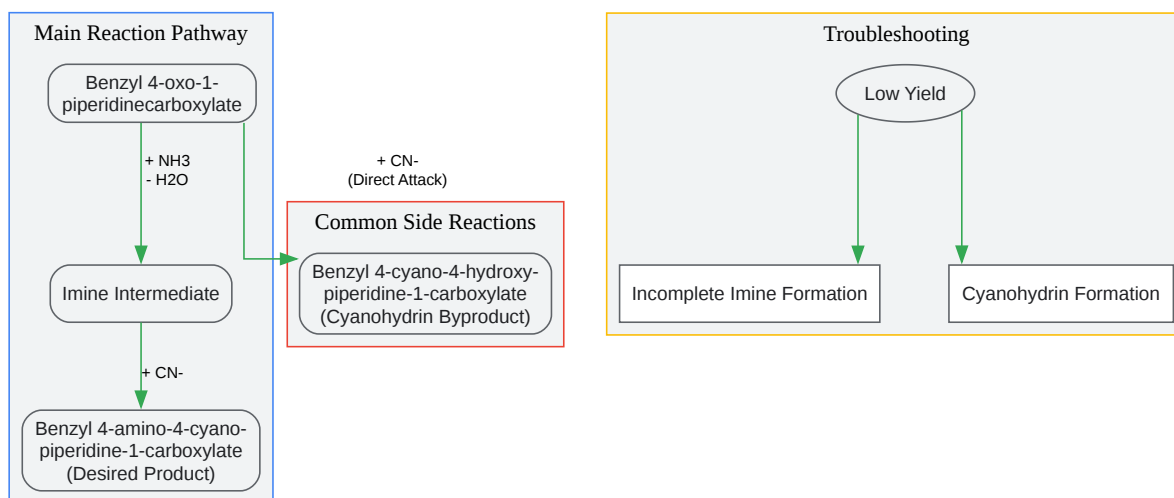 Main Reaction Pathway
Benzyl 4-oxo-1-
piperidinecarboxylate
+ NH3
- H2O
Imine Intermediate
+ CN-
Benzyl 4-amino-4-cyano-
piperidine-1-carboxylate
(Desired Product)
+ CN-
(Direct Attack)
Common Side Reactions
Benzyl 4-cyano-4-hydroxy-
piperidine-1-carboxylate
(Cyanohydrin Byproduct)
Troubleshooting
Low Yield
Incomplete Imine Formation
Cyanohydrin Formation